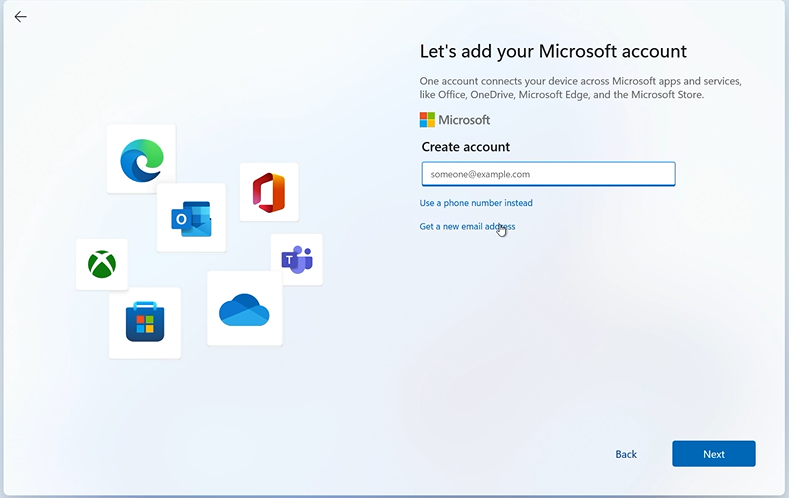 Let's add your Microsoft account
One account connects your device across Microsoft apps and services,
like Office, OneDrive, Microsoft Edge, and the Microsoft Store.
Microsoft
Create account
someone@example.com
Use a phone number instead
Get a new email address
Back
Next